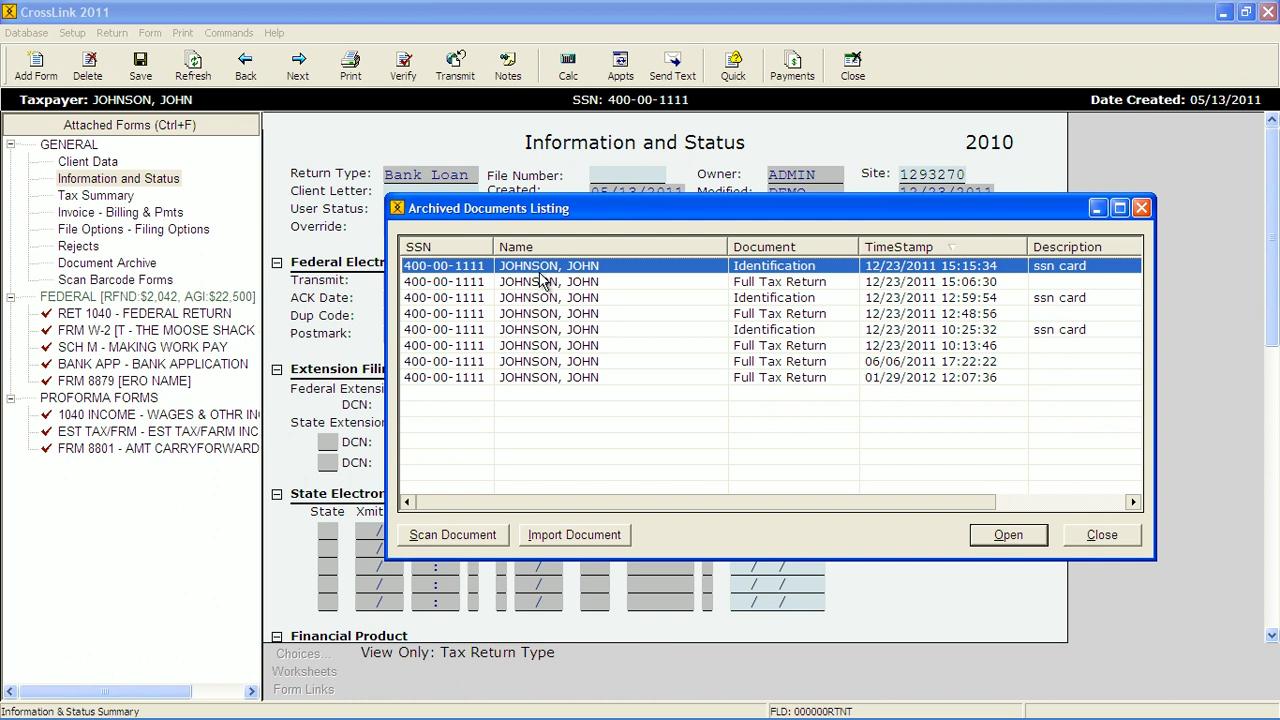 CrossLink 2011
Database Setup Return Form Print Commands Help
Add Form Delete Save Refresh Back Next Print Verify Transmit Notes Calc Appts Send Text Quick Payments Close
Taxpayer: JOHNSON, JOHN SSN: 400-00-1111 Date Created: 05/13/2011
Attached Forms (Ctrl+F)
GENERAL
Client Data
Information and Status
Tax Summary
Invoice - Billing & Pmts
File Options - Filing Options
Rejects
Document Archive
Scan Barcode Forms
FEDERAL [RFND:$2,042, AGI:$22,500]
RET 1040 - FEDERAL RETURN
FRM W-2 [T - THE MOOSE SHACK
SCH M - MAKING WORK PAY
BANK APP - BANK APPLICATION
FRM 8879 [ERO NAME]
PROFORMA FORMS
1040 INCOME - WAGES & OTHR INC
EST TAX/FRM - EST TAX/FARM INC
FRM 8801 - AMT CARRYFORWARD
Information and Status 2010
Return Type: Bank Loan File Number: Owner: ADMIN Site: 1293270
Client Letter: Created: 05/13/2011 Modified: DEMO 12/23/2011
User Status:
Override:
Federal Electr
Transmit:
ACK Date:
Dup Code:
Postmark:
Extension Filin
Federal Extensi
DCN:
State Extension
DCN:
DCN:
State Electron
State Xmit
/ 
/ 
/ : / / /
/ : / / /
/ : / / /
Financial Product
Archived Documents Listing
SSN Name Document TimeStamp Description
400-00-1111 JOHNSON, JOHN Identification 12/23/2011 15:15:34 ssn card
400-00-1111 JOHNSON, JOHN Full Tax Return 12/23/2011 15:06:30
400-00-1111 JOHNSON, JOHN Identification 12/23/2011 12:59:54 ssn card
400-00-1111 JOHNSON, JOHN Full Tax Return 12/23/2011 12:48:56
400-00-1111 JOHNSON, JOHN Identification 12/23/2011 10:25:32 ssn card
400-00-1111 JOHNSON, JOHN Full Tax Return 12/23/2011 10:13:46
400-00-1111 JOHNSON, JOHN Full Tax Return 06/06/2011 17:22:22
400-00-1111 JOHNSON, JOHN Full Tax Return 01/29/2012 12:07:36
Scan Document Import Document Open Close
Choices... View Only: Tax Return Type
Worksheets
Form Links
Information & Status Summary FLD: 000000RTNT